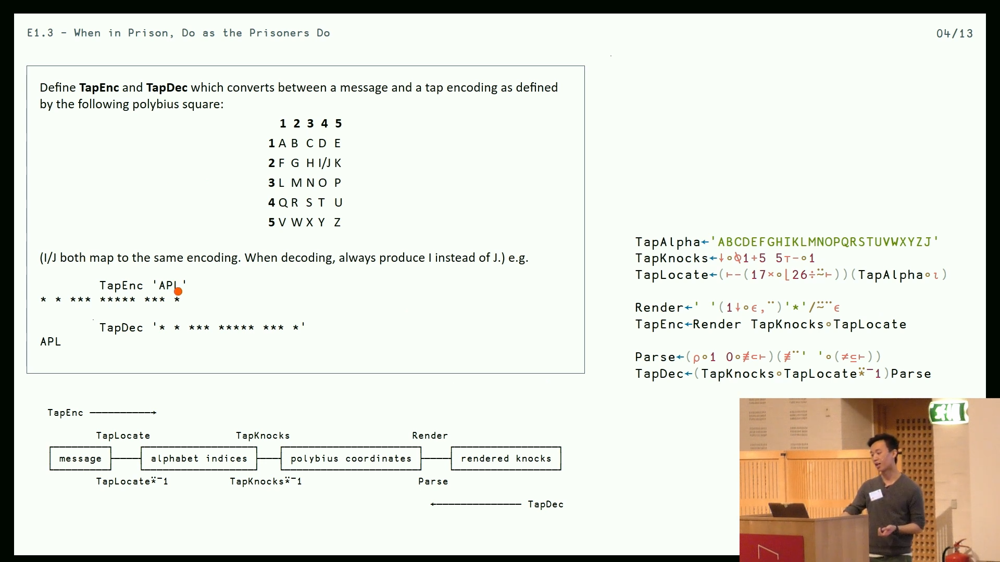 E1.3 - When in Prison, Do as the Prisoners Do
04/13
Define TapEnc and TapDec which converts between a message and a tap encoding as defined
by the following polybius square:
1 2 3 4 5
1 A B C D E
2 F G H I/J K
3 L M N O P
4 Q R S T U
5 V W X Y Z
(I/J both map to the same encoding. When decoding, always produce I instead of J.) e.g.
TapEnc 'APL'
* * *** ***** *** *
TapDec '* * *** ***** *** *'
APL
TapAlpha←'ABCDEFGHIKLMNOPQRSTUVWXYZJ'
TapKnocks←↓∘⍉1+5 5⊤-∘1
TapLocate←(⊢-(17×∘⌊26÷⍨⊢))(TapAlpha∘⍳)
Render←' '(1↓∘∊,¨)'*'/⍨¨∊
TapEnc←Render TapKnocks∘TapLocate
Parse←(⍴∘1 0∘≢⊂⊢)(≢¨' '∘(≠⊆⊢))
TapDec←(TapKnocks∘TapLocate⍣¯1)Parse
TapEnc ───────────→
TapLocate TapKnocks Render
message alphabet indices polybius coordinates rendered knocks
TapLocate⍣¯1 TapKnocks⍣¯1 Parse
←─────────────── TapDec